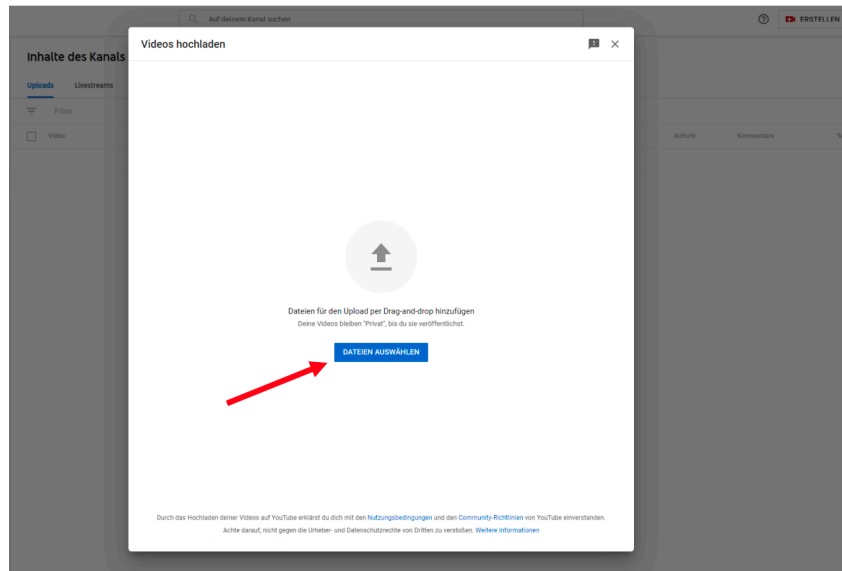 Auf deinem Kanal suchen
ERSTELLEN
Videos hochladen
Inhalte des Kanals
Uploads Livestreams
Filter
Video Aufrufe Kommentare
Dateien für den Upload per Drag-and-drop hinzufügen
Deine Videos bleiben "Privat", bis du sie veröffentlichst.
DATEIEN AUSWÄHLEN
Durch das Hochladen deiner Videos auf YouTube erklärst du dich mit den Nutzungsbedingungen und den Community-Richtlinien von YouTube einverstanden.
Achte darauf, nicht gegen die Urheber- und Datenschutzrechte von Dritten zu verstoßen. Weitere Informationen